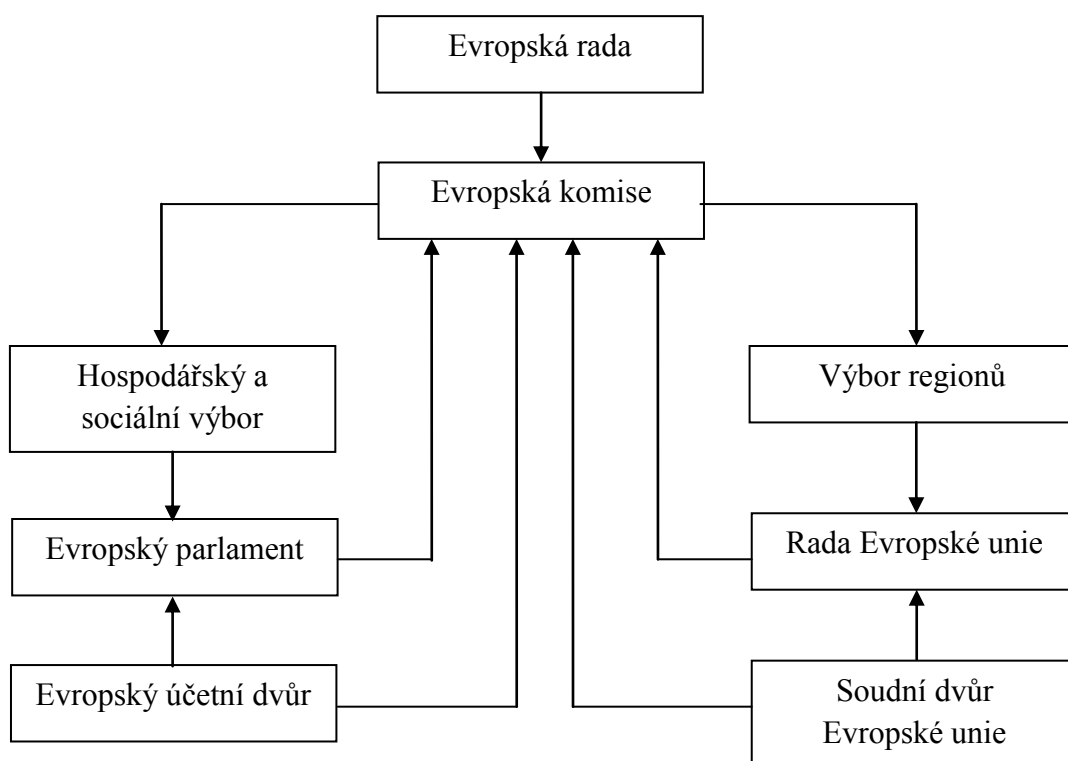 Evropská rada
Evropská komise
Hospodářský a
sociální výbor
Výbor regionů
Evropský parlament
Rada Evropské unie
Evropský účetní dvůr
Soudní dvůr
Evropské unie